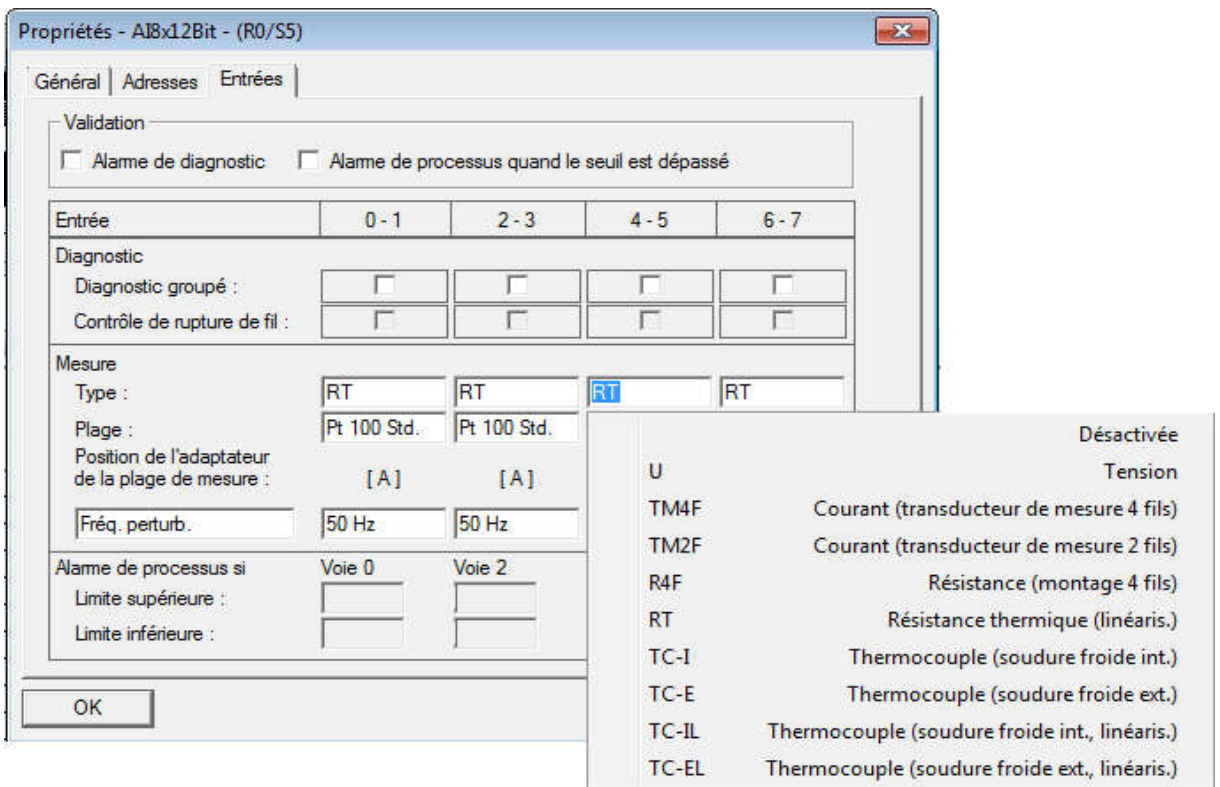 Propriétés - AI8x12Bit - (R0/S5)
Général Adresses Entrées
Validation
Alarme de diagnostic Alarme de processus quand le seuil est dépassé
Entrée 0 - 1 2 - 3 4 - 5 6 - 7
Diagnostic
Diagnostic groupé :
Contrôle de rupture de fil :
Mesure
Type : RT RT RT RT
Plage : Pt 100 Std. Pt 100 Std.
Position de l'adaptateur
de la plage de mesure : [ A ] [ A ]
Fréq. perturb. 50 Hz 50 Hz
Alarme de processus si Voie 0 Voie 2
Limite supérieure :
Limite inférieure :
OK
Désactivée
U Tension
TM4F Courant (transducteur de mesure 4 fils)
TM2F Courant (transducteur de mesure 2 fils)
R4F Résistance (montage 4 fils)
RT Résistance thermique (linéaris.)
TC-I Thermocouple (soudure froide int.)
TC-E Thermocouple (soudure froide ext.)
TC-IL Thermocouple (soudure froide int., linéaris.)
TC-EL Thermocouple (soudure froide ext., linéaris.)